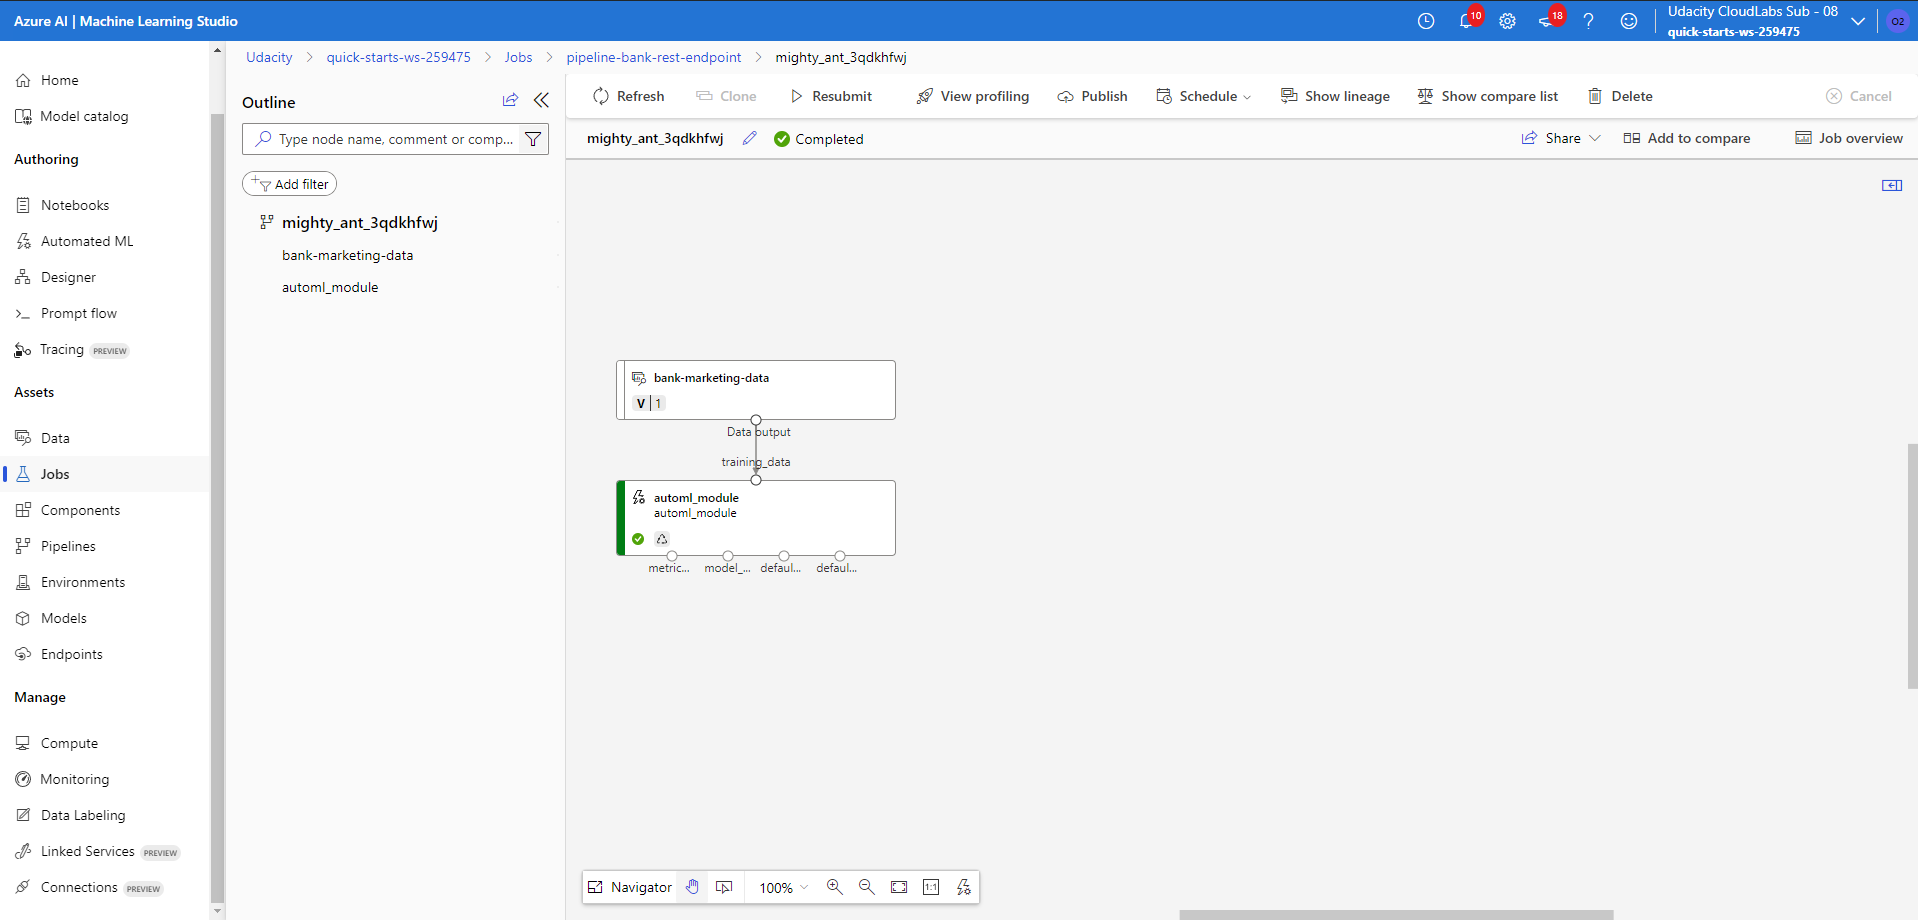 Azure AI | Machine Learning Studio
10
18
Udacity CloudLabs Sub - 08
quick-starts-ws-259475
O2
Home
Model catalog
Authoring
Notebooks
Automated ML
Designer
Prompt flow
Tracing PREVIEW
Assets
Data
Jobs
Components
Pipelines
Environments
Models
Endpoints
Manage
Compute
Monitoring
Data Labeling
Linked Services PREVIEW
Connections PREVIEW
Udacity > quick-starts-ws-259475 > Jobs > pipeline-bank-rest-endpoint > mighty_ant_3qdkhfwj
Outline
Type node name, comment or comp...
Add filter
mighty_ant_3qdkhfwj
bank-marketing-data
automl_module
Refresh Clone Resubmit View profiling Publish Schedule Show lineage Show compare list Delete Cancel
mighty_ant_3qdkhfwj Completed Share Add to compare Job overview
bank-marketing-data
V | 1
Data output
training_data
automl_module
automl_module
metric... model_... defaul... defaul...
Navigator 100% 1:1